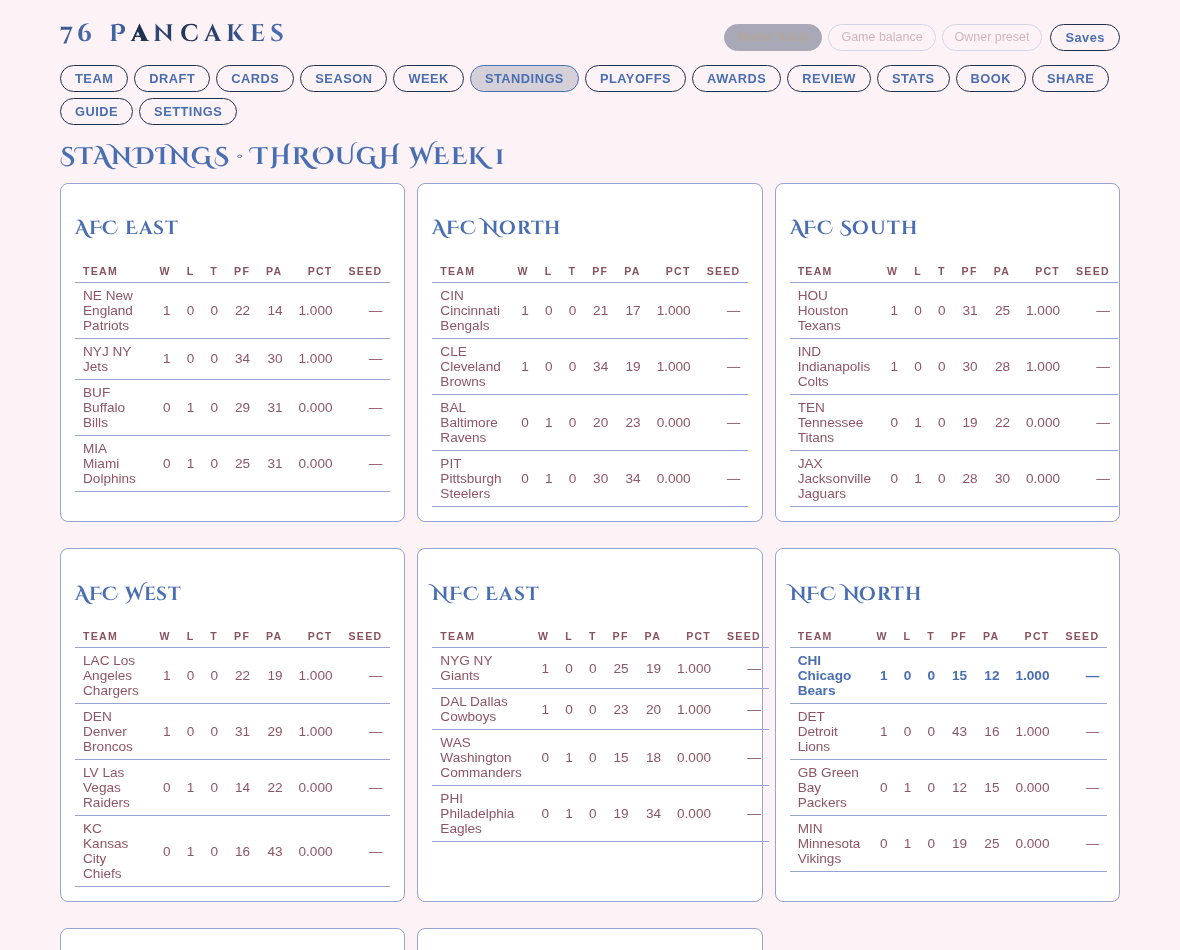 76 PANCAKES
Game balance
Owner preset
Saves
TEAM
DRAFT
CARDS
SEASON
WEEK
STANDINGS
PLAYOFFS
AWARDS
REVIEW
STATS
BOOK
SHARE
GUIDE
SETTINGS
STANDINGS · THROUGH WEEK 1
AFC EAST
TEAM W L T PF PA PCT SEED
NE New
England 1 0 0 22 14 1.000 —
Patriots
NYJ NY
Jets 1 0 0 34 30 1.000 —
BUF
Buffalo 0 1 0 29 31 0.000 —
Bills
MIA
Miami 0 1 0 25 31 0.000 —
Dolphins
AFC NORTH
TEAM W L T PF PA PCT SEED
CIN
Cincinnati 1 0 0 21 17 1.000 —
Bengals
CLE
Cleveland 1 0 0 34 19 1.000 —
Browns
BAL
Baltimore 0 1 0 20 23 0.000 —
Ravens
PIT
Pittsburgh 0 1 0 30 34 0.000 —
Steelers
AFC SOUTH
TEAM W L T PF PA PCT SEED
HOU
Houston 1 0 0 31 25 1.000 —
Texans
IND
Indianapolis 1 0 0 30 28 1.000 —
Colts
TEN
Tennessee 0 1 0 19 22 0.000 —
Titans
JAX
Jacksonville 0 1 0 28 30 0.000 —
Jaguars
AFC WEST
TEAM W L T PF PA PCT SEED
LAC Los
Angeles 1 0 0 22 19 1.000 —
Chargers
DEN
Denver 1 0 0 31 29 1.000 —
Broncos
LV Las
Vegas 0 1 0 14 22 0.000 —
Raiders
KC
Kansas 0 1 0 16 43 0.000 —
City
Chiefs
NFC EAST
TEAM W L T PF PA PCT SEED
NYG NY
Giants 1 0 0 25 19 1.000 —
DAL Dallas
Cowboys 1 0 0 23 20 1.000 —
WAS
Washington 0 1 0 15 18 0.000 —
Commanders
PHI
Philadelphia 0 1 0 19 34 0.000 —
Eagles
NFC NORTH
TEAM W L T PF PA PCT SEED
CHI
Chicago 1 0 0 15 12 1.000 —
Bears
DET
Detroit 1 0 0 43 16 1.000 —
Lions
GB Green
Bay 0 1 0 12 15 0.000 —
Packers
MIN
Minnesota 0 1 0 19 25 0.000 —
Vikings